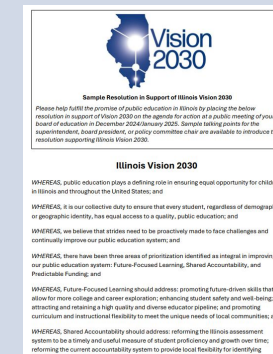 Vision
2030
Sample Resolution in Support of Illinois Vision 2030
Please help fulfill the promise of public education in Illinois by placing the below
resolution in support of Vision 2030 on the agenda for action at a public meeting of your
board of education in December 2024/January 2025. Sample talking points for the
superintendent, board president, or policy committee chair are available to introduce t
resolution supporting Illinois Vision 2030.
Illinois Vision 2030
WHEREAS, public education plays a defining role in ensuring equal opportunity for childr
in Illinois and throughout the United States; and
WHEREAS, it is our collective duty to ensure that every student, regardless of demograph
or geographic identity, has equal access to a quality, public education; and
WHEREAS, we believe that strides need to be proactively made to face challenges and
continually improve our public education system; and
WHEREAS, there have been three areas of prioritization identified as integral in improvin
our public education system: Future-Focused Learning, Shared Accountability, and
Predictable Funding; and
WHEREAS, Future-Focused Learning should address: promoting future-driven skills that
allow for more college and career exploration; enhancing student safety and well-being;
attracting and retaining a high quality and diverse educator pipeline; and promoting
curriculum and instructional flexibility to meet the unique needs of local communities; a
WHEREAS, Shared Accountability should address: reforming the Illinois assessment
system to be a timely and useful measure of student proficiency and growth over time,
reforming the current accountability system to provide local flexibility for identifying